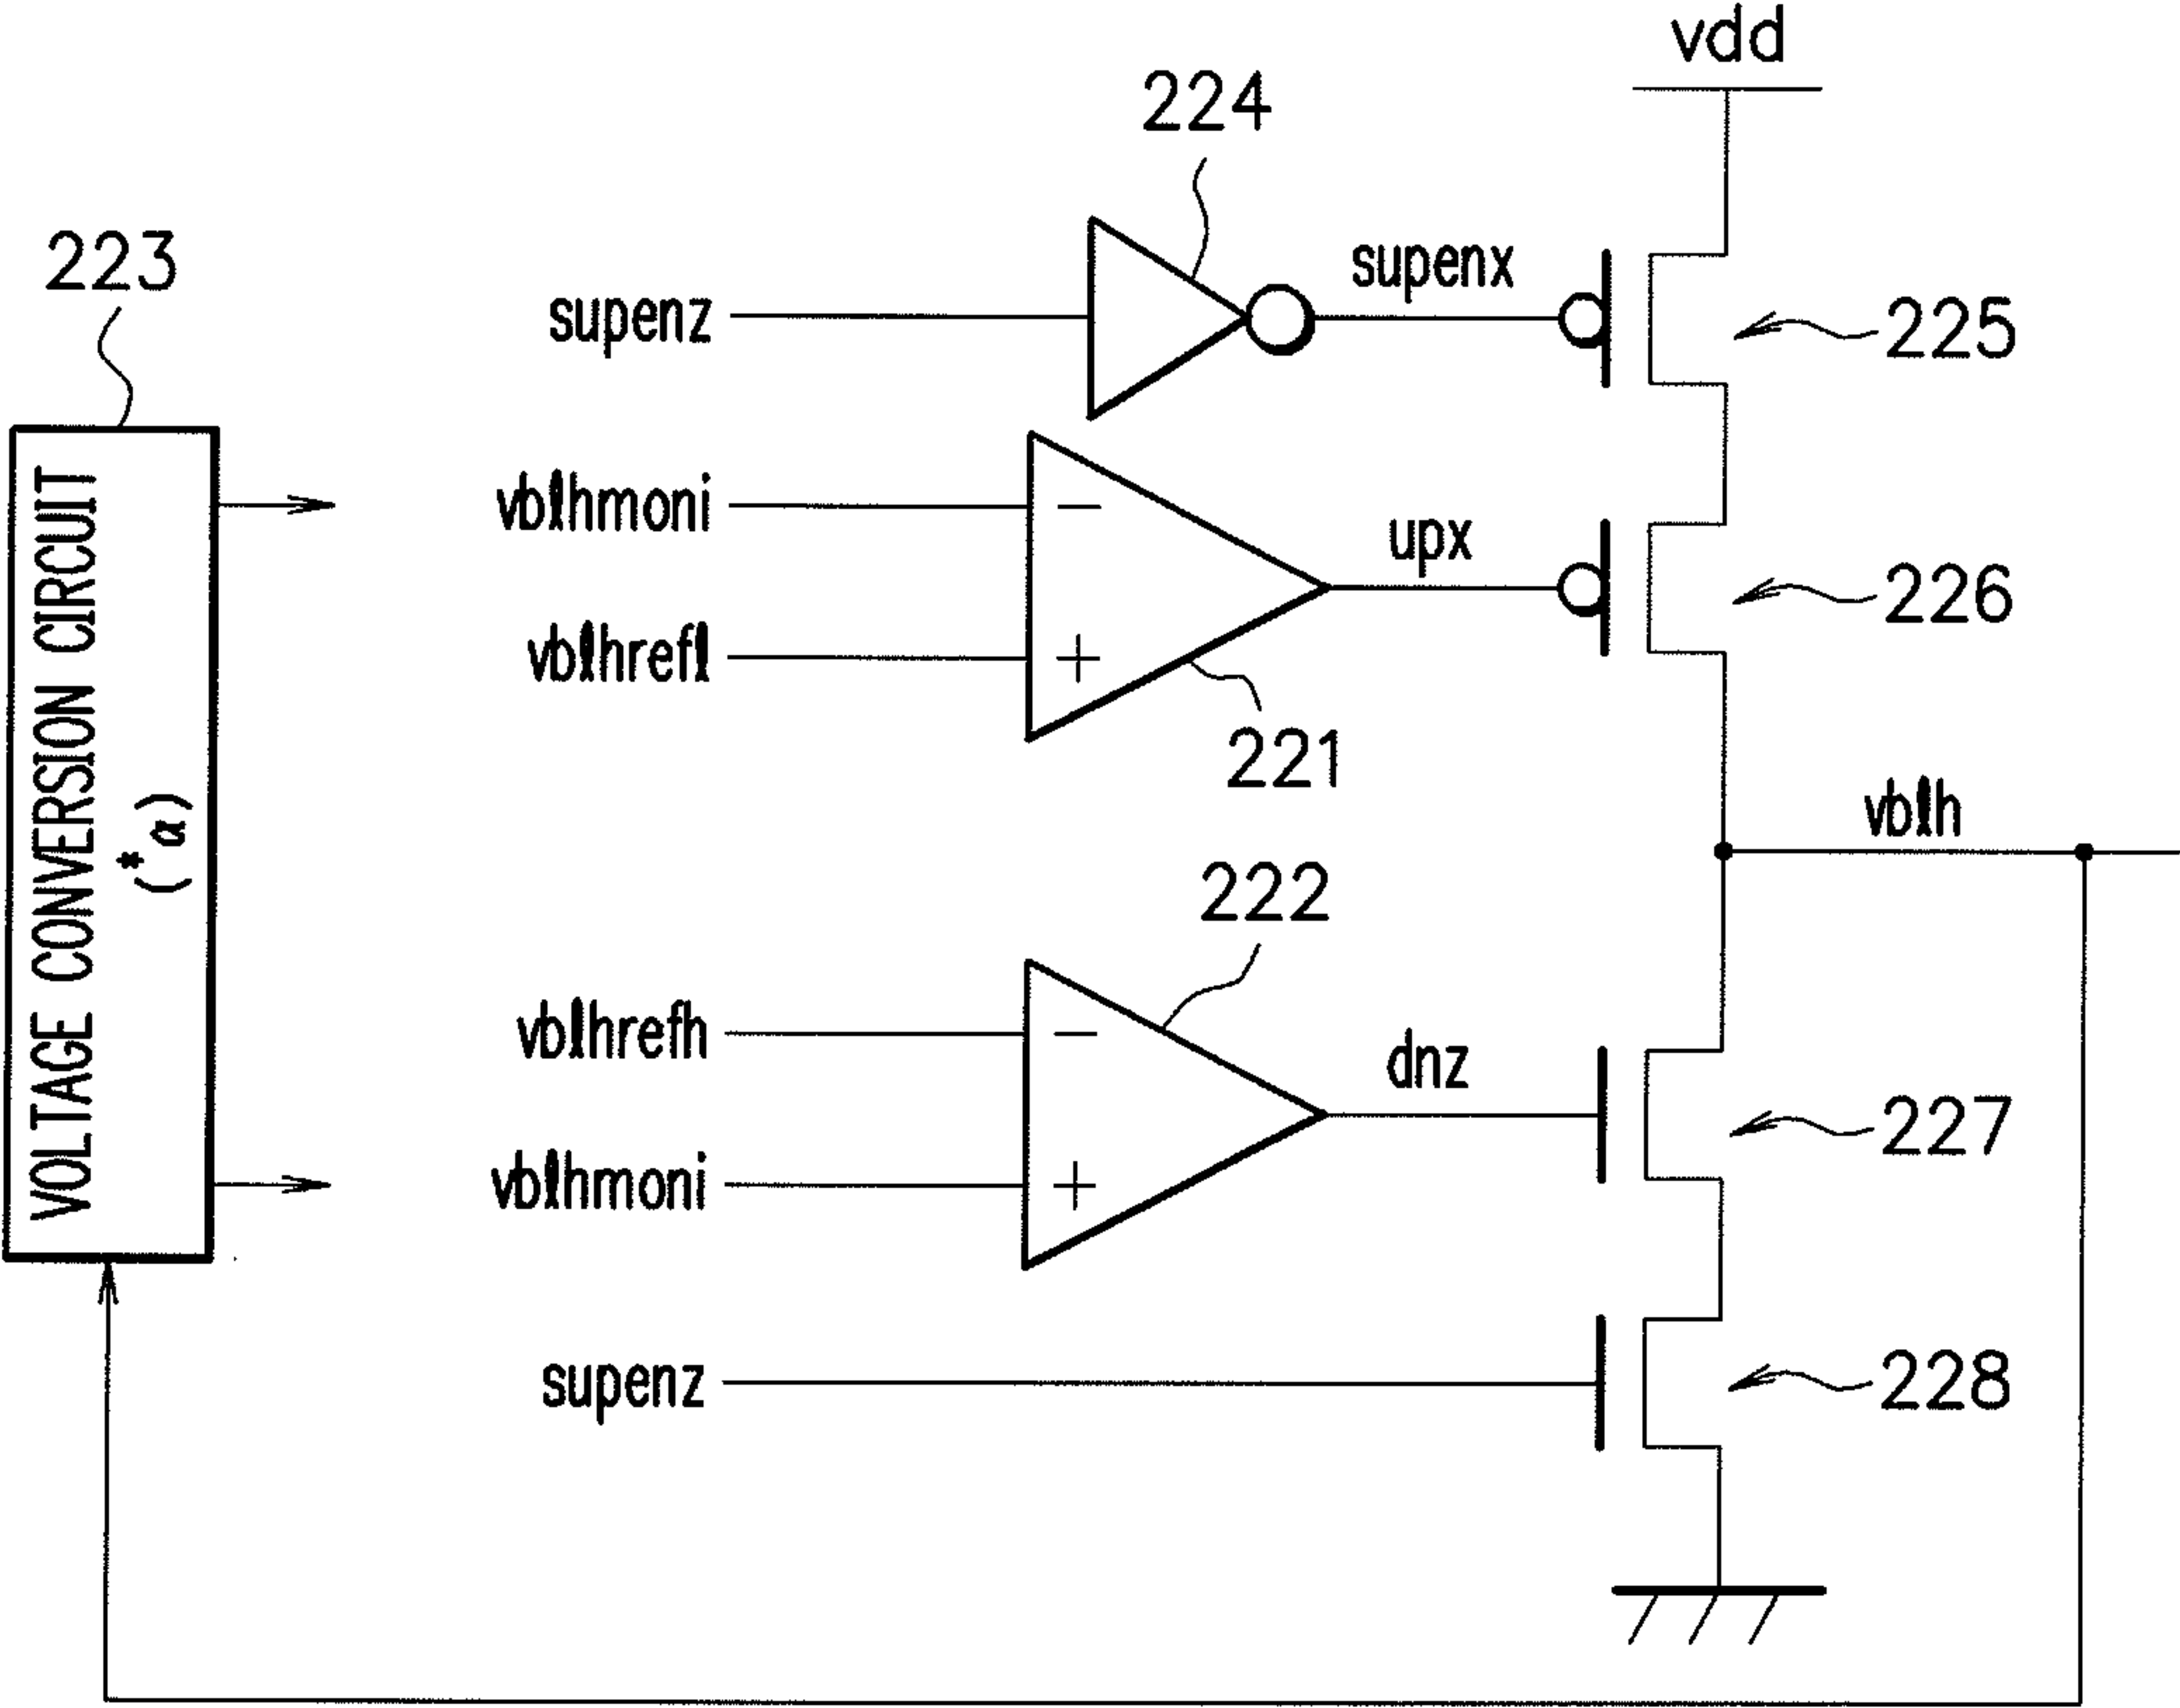 vdd
224
223
supenz
supenx
225
vblhmoni
upx
226
vblhrefl
221
VOLTAGE CONVERSION CIRCUIT
(*α)
vblh
222
vblhrefh
-
dnz
227
vblhmoni
+
supenz
228
-
+